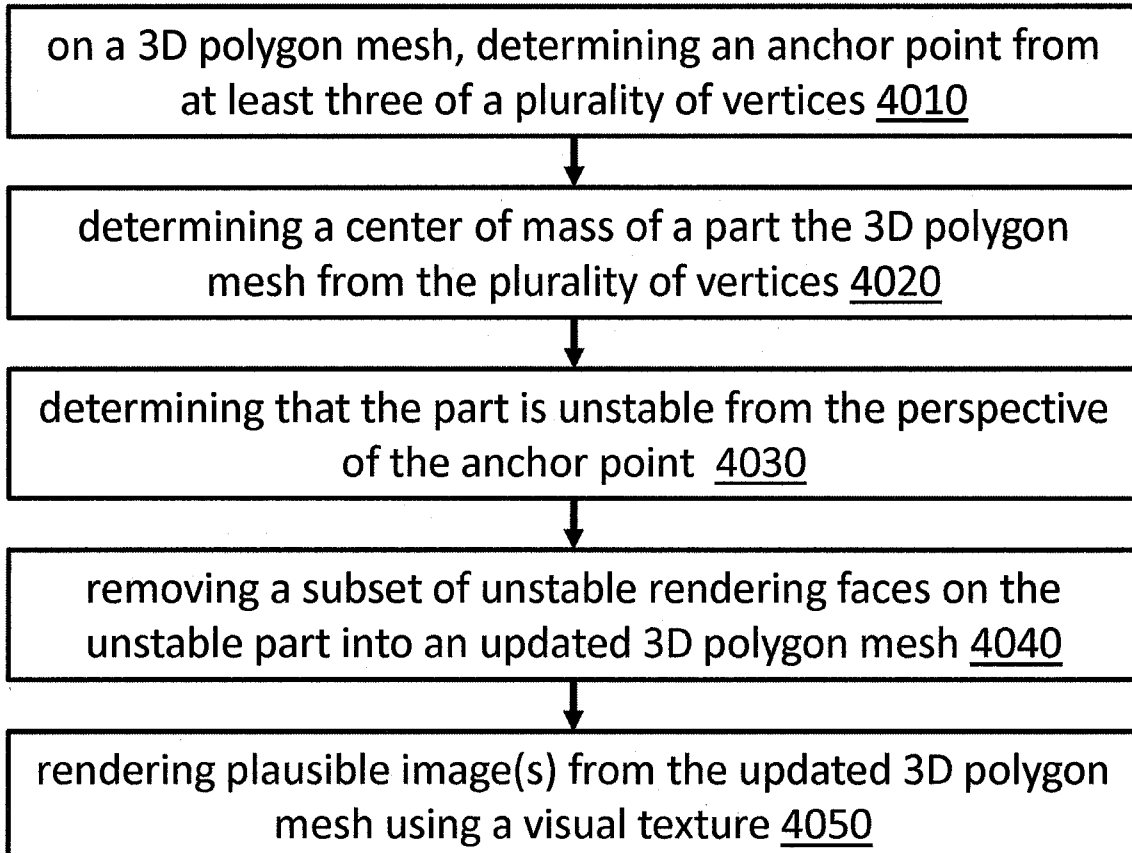 on a 3D polygon mesh, determining an anchor point from
at least three of a plurality of vertices 4010
determining a center of mass of a part the 3D polygon
mesh from the plurality of vertices 4020
determining that the part is unstable from the perspective
of the anchor point 4030
removing a subset of unstable rendering faces on the
unstable part into an updated 3D polygon mesh 4040
rendering plausible image(s) from the updated 3D polygon
mesh using a visual texture 4050